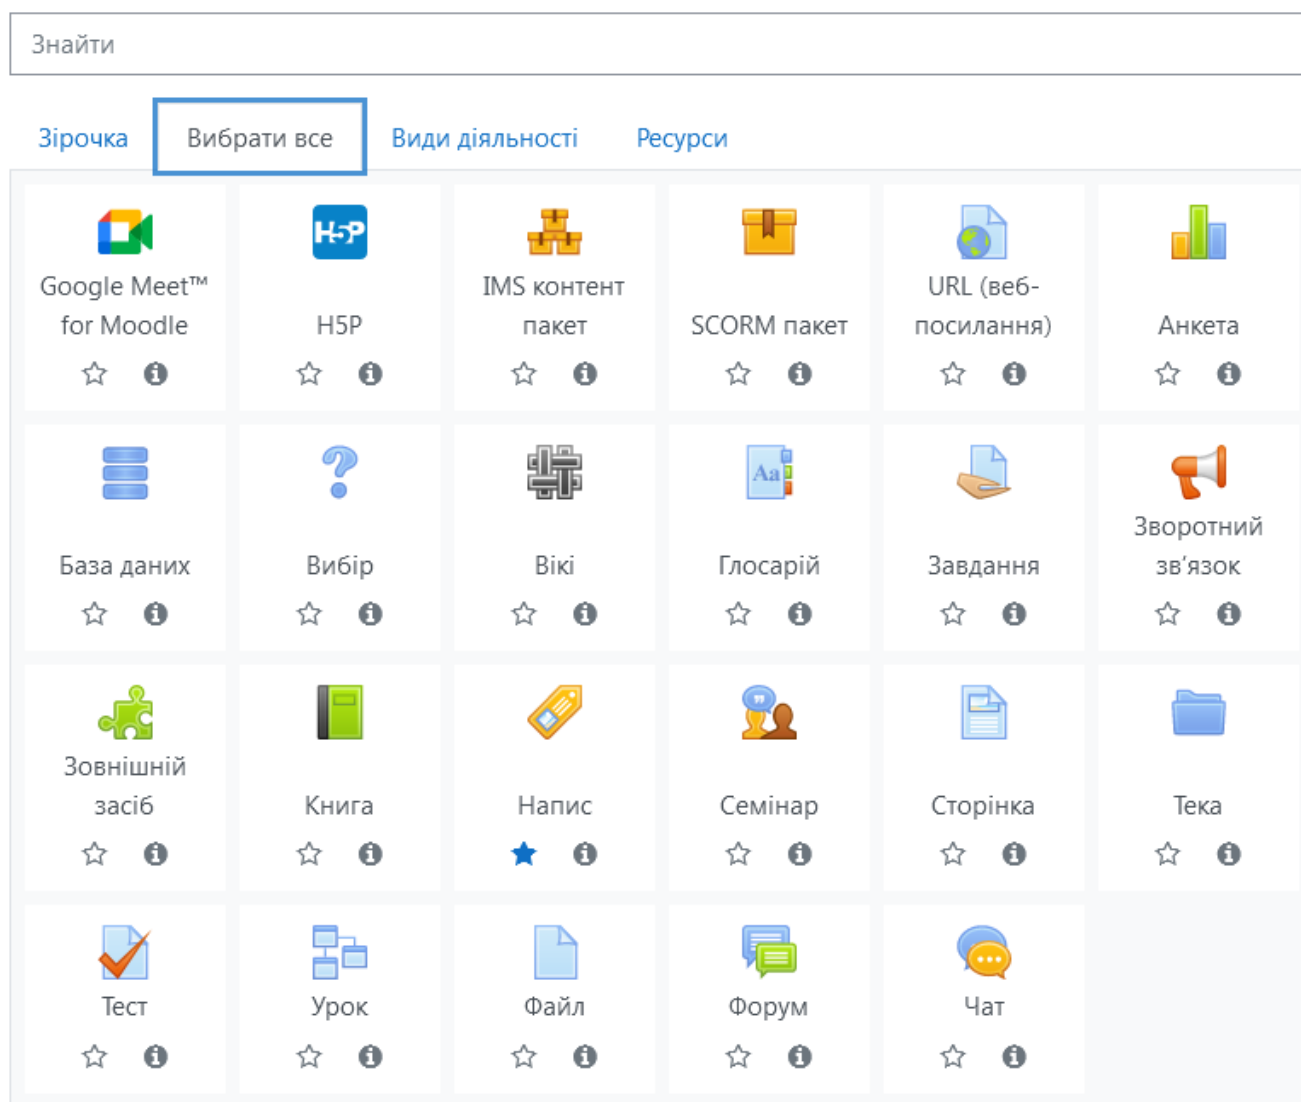 Знайти
Зірочка
Вибрати все
Види діяльності
Ресурси
H5P
Google Meet™
for Moodle
H5P
IMS контент
пакет
SCORM пакет
URL (веб-
посилання)
Анкета
База даних
Вибір
Вікі
Aa
Глосарій
Завдання
Зворотний
зв’язок
Зовнішній
засіб
Книга
Напис
Семінар
Сторінка
Тека
Тест
Урок
Файл
Форум
Чат